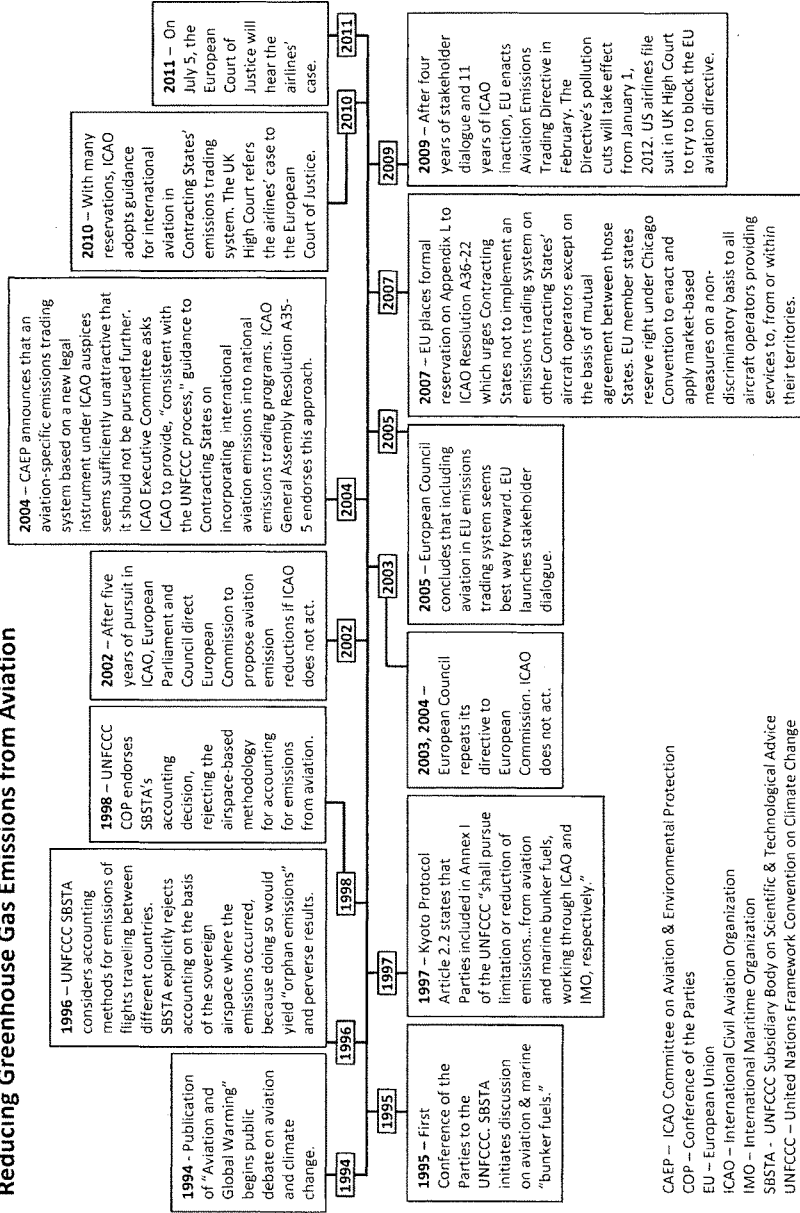 Reducing Greenhouse Gas Emissions from Aviation
1994 - Publication
of "Aviation and
Global Warming"
begins public
debate on aviation
and climate
change.
1996 – UNFCCC SBSTA
considers accounting
methods for emissions of
flights traveling between
different countries.
SBSTA explicitly rejects
accounting on the basis
of the sovereign
airspace where the
emissions occurred,
because doing so would
yield "orphan emissions"
and perverse results.
1998 – UNFCCC
COP endorses
SBSTA's
accounting
decision,
rejecting the
airspace-based
methodology
for accounting
for emissions
from aviation.
2002 – After five
years of pursuit in
ICAO, European
Parliament and
Council direct
European
Commission to
propose aviation
emission
reductions if ICAO
does not act.
2004 – CAEP announces that an
aviation-specific emissions trading
system based on a new legal
instrument under ICAO auspices
seems sufficiently unattractive that
it should not be pursued further.
ICAO Executive Committee asks
ICAO to provide, "consistent with
the UNFCCC process," guidance to
Contracting States on
incorporating international
aviation emissions into national
emissions trading programs. ICAO
General Assembly Resolution A35-
5 endorses this approach.
2010 – With many
reservations, ICAO
adopts guidance
for international
aviation in
Contracting States'
emissions trading
system. The UK
High Court refers
the airlines' case to
the European
Court of Justice.
2011 – On
July 5, the
European
Court of
Justice will
hear the
airlines'
case.
1994
1995
1996
1997
1998
2002
2003
2004
2005
2007
2009
2010
2011
1995 – First
Conference of the
Parties to the
UNFCCC. SBSTA
initiates discussion
on aviation & marine
"bunker fuels."
1997 – Kyoto Protocol
Article 2.2 states that
Parties included in Annex I
of the UNFCCC "shall pursue
limitation or reduction of
emissions...from aviation
and marine bunker fuels,
working through ICAO and
IMO, respectively."
2003, 2004 –
European Council
repeats its
directive to
European
Commission. ICAO
does not act.
2005 – European Council
concludes that including
aviation in EU emissions
trading system seems
best way forward. EU
launches stakeholder
dialogue.
2007 – EU places formal
reservation on Appendix L to
ICAO Resolution A36-22
which urges Contracting
States not to implement an
emissions trading system on
other Contracting States'
aircraft operators except on
the basis of mutual
agreement between those
States. EU member states
reserve right under Chicago
Convention to enact and
apply market-based
measures on a non-
discriminatory basis to all
aircraft operators providing
services to, from or within
their territories.
2009 – After four
years of stakeholder
dialogue and 11
years of ICAO
inaction, EU enacts
Aviation Emissions
Trading Directive in
February. The
Directive's pollution
cuts will take effect
from January 1,
2012. US airlines file
suit in UK High Court
to try to block the EU
aviation directive.
CAEP – ICAO Committee on Aviation & Environmental Protection
COP – Conference of the Parties
EU – European Union
ICAO – International Civil Aviation Organization
IMO – International Maritime Organization
SBSTA - UNFCCC Subsidiary Body on Scientific & Technological Advice
UNFCCC – United Nations Framework Convention on Climate Change